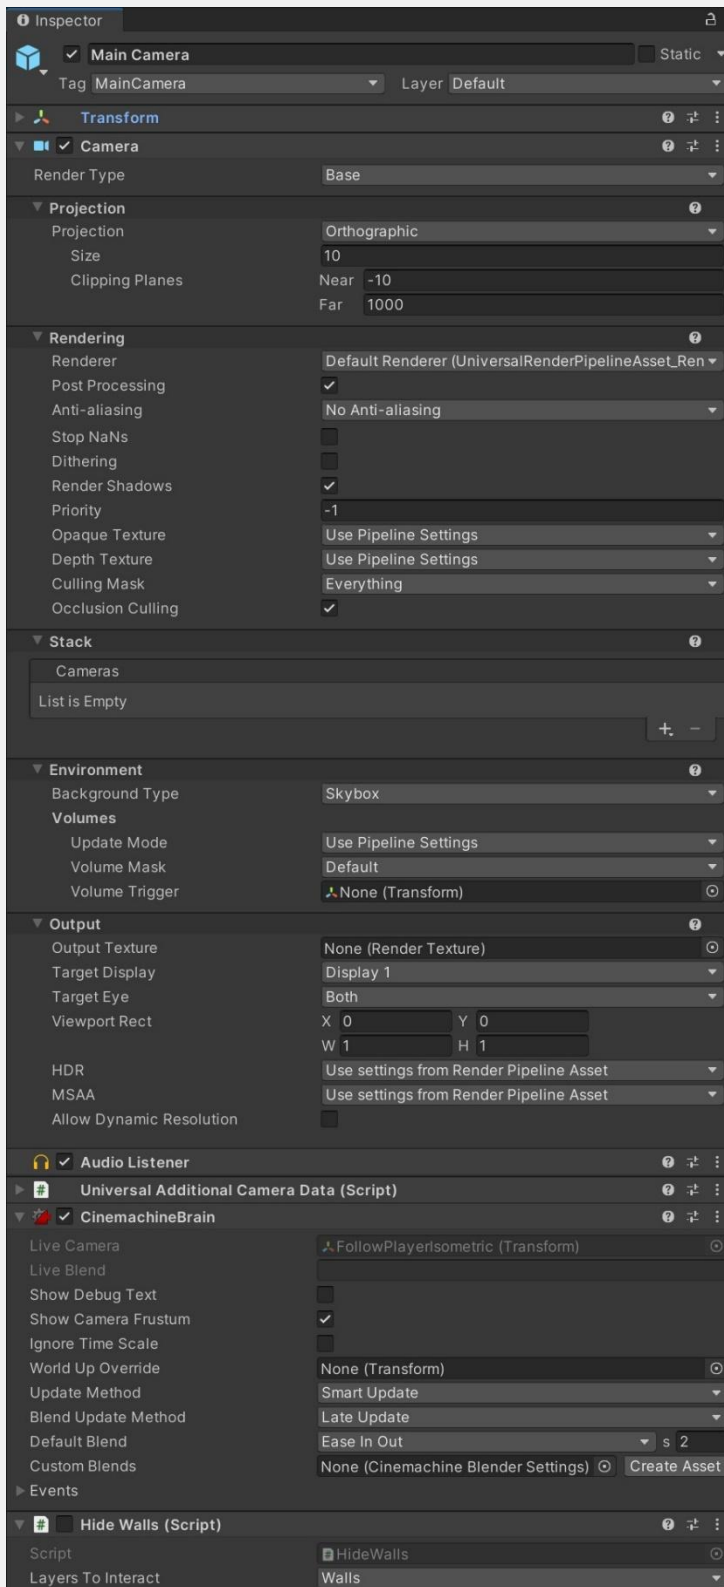 Inspector
Main Camera Static
Tag MainCamera Layer Default
Transform
Camera
Render Type Base
Projection
Projection Orthographic
Size 10
Clipping Planes Near -10
Far 1000
Rendering
Renderer Default Renderer (UniversalRenderPipelineAsset_Ren
Post Processing
Anti-aliasing No Anti-aliasing
Stop NaNs
Dithering
Render Shadows
Priority -1
Opaque Texture Use Pipeline Settings
Depth Texture Use Pipeline Settings
Culling Mask Everything
Occlusion Culling
Stack
Cameras
List is Empty
Environment
Background Type Skybox
Volumes
Update Mode Use Pipeline Settings
Volume Mask Default
Volume Trigger None (Transform)
Output
Output Texture None (Render Texture)
Target Display Display 1
Target Eye Both
Viewport Rect X 0 Y 0
W 1 H 1
HDR Use settings from Render Pipeline Asset
MSAA Use settings from Render Pipeline Asset
Allow Dynamic Resolution
Audio Listener
# Universal Additional Camera Data (Script)
CinemachineBrain
Live Camera FollowPlayerIsometric (Transform)
Live Blend
Show Debug Text
Show Camera Frustum
Ignore Time Scale
World Up Override None (Transform)
Update Method Smart Update
Blend Update Method Late Update
Default Blend Ease In Out s 2
Custom Blends None (Cinemachine Blender Settings) Create Asset
Events
# Hide Walls (Script)
Script HideWalls
Layers To Interact Walls